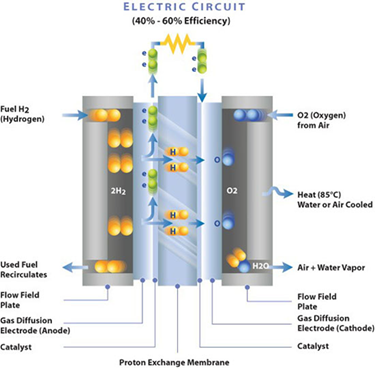 ELECTRIC CIRCUIT
(40% - 60% Efficiency)
e
e
e
e
Fuel H2
(Hydrogen)
O2 (Oxygen)
from Air
H
H
O
2H2
O2
Heat (85°C)
Water or Air Cooled
H
H
O
Used Fuel
Recirculates
H2O
Air + Water Vapor
Flow Field
Plate
Flow Field
Plate
Gas Diffusion
Electrode (Anode)
Gas Diffusion
Electrode (Cathode)
Catalyst
Catalyst
Proton Exchange Membrane